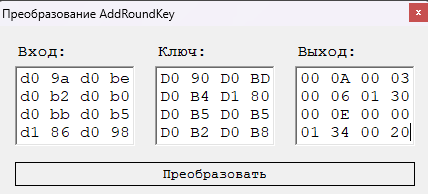 Преобразование AddRoundKey
Вход: Ключ: Выход:
d0 9a d0 be D0 90 D0 BD 00 0A 00 03
d0 b2 d0 b0 D0 B4 D1 80 00 06 01 30
d0 bb d0 b5 D0 B5 D0 B5 00 0E 00 00
d1 86 d0 98 D0 B2 D0 B8 01 34 00 20
Преобразовать